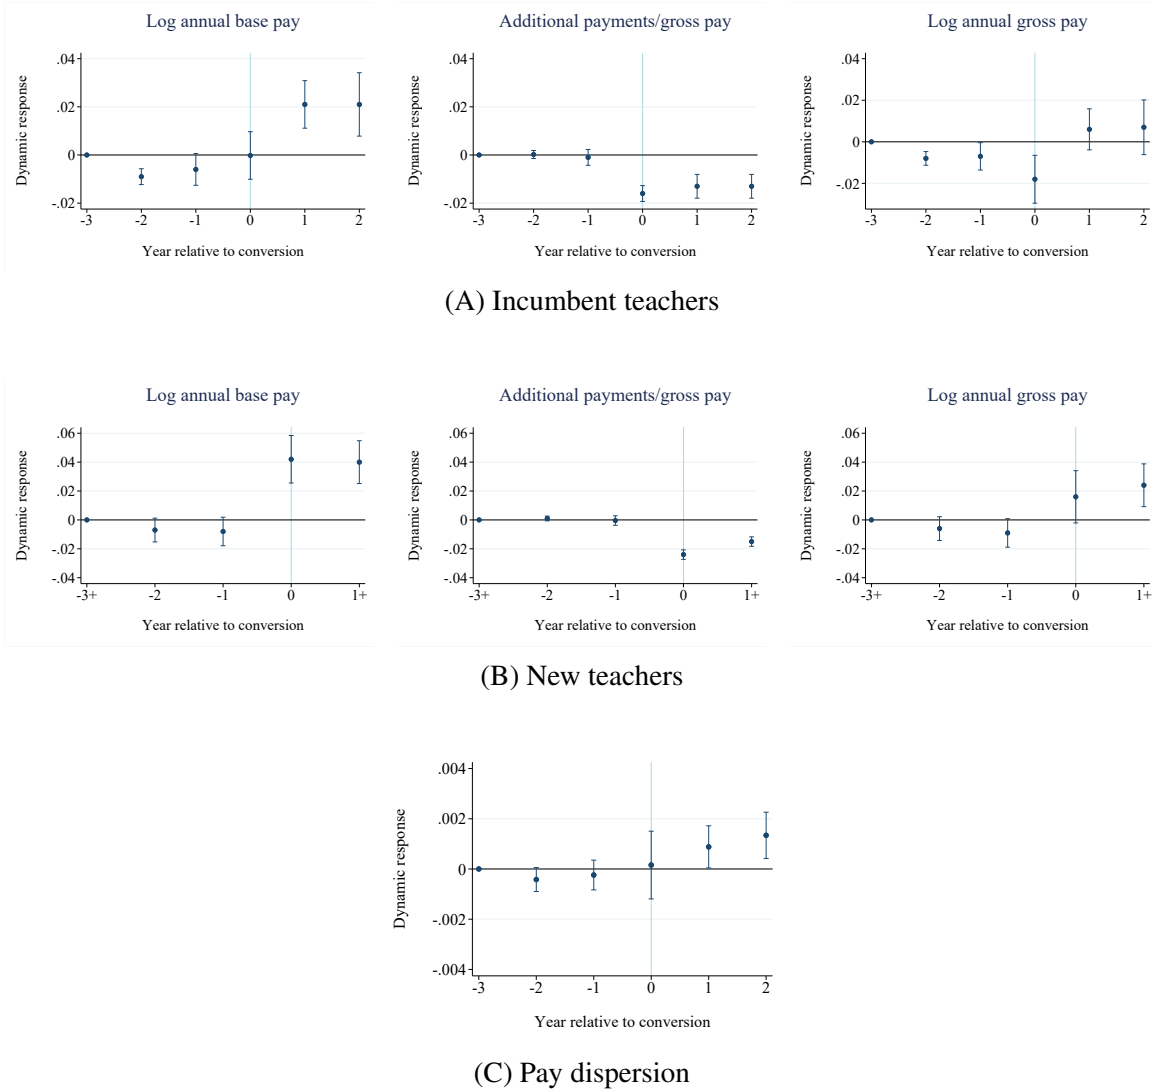 Log annual base pay
Dynamic response
.04
.02
0
-.02
-3 -2 -1 0 1 2
Year relative to conversion
Additional payments/gross pay
Dynamic response
.04
.02
0
-.02
-3 -2 -1 0 1 2
Year relative to conversion
Log annual gross pay
Dynamic response
.04
.02
0
-.02
-3 -2 -1 0 1 2
Year relative to conversion
(A) Incumbent teachers
Log annual base pay
Dynamic response
.06
.04
.02
0
-.02
-.04
-3+ -2 -1 0 1+
Year relative to conversion
Additional payments/gross pay
Dynamic response
.06
.04
.02
0
-.02
-.04
-3+ -2 -1 0 1+
Year relative to conversion
Log annual gross pay
Dynamic response
.06
.04
.02
0
-.02
-.04
-3+ -2 -1 0 1+
Year relative to conversion
(B) New teachers
Dynamic response
.004
.002
0
-.002
-.004
-3 -2 -1 0 1 2
Year relative to conversion
(C) Pay dispersion